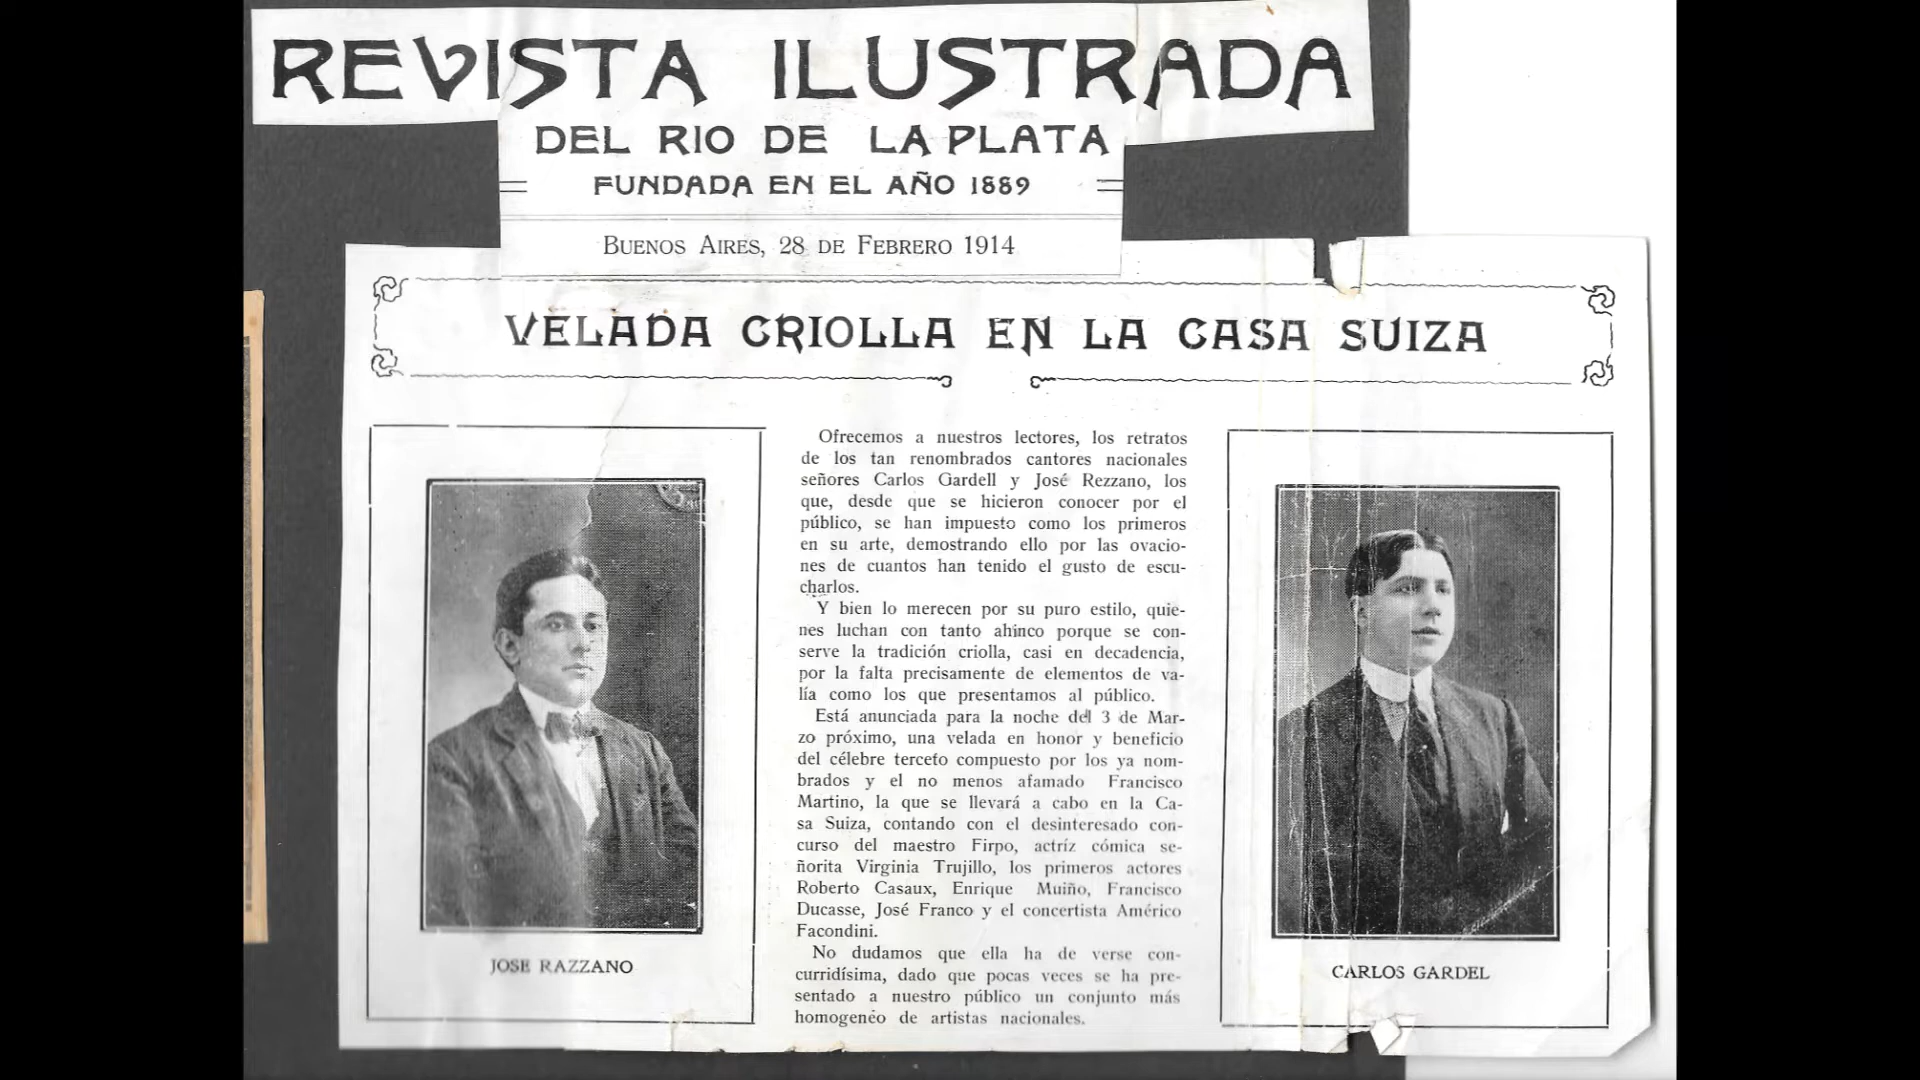 REVISTA ILUSTRADA
DEL RIO DE LA PLATA
FUNDADA EN EL AÑO 1889
BUENOS AIRES, 28 DE FEBRERO 1914
VELADA CRIOLLA EN LA CASA SUIZA
JOSE RAZZANO
Ofrecemos a nuestros lectores, los retratos
de los tan renombrados cantores nacionales
señores Carlos Gardell y José Rezzano, los
que, desde que se hicieron conocer por el
público, se han impuesto como los primeros
en su arte, demostrando ello por las ovacio-
nes de cuantos han tenido el gusto de escu-
charlos.
Y bien lo merecen por su puro estilo, quie-
nes luchan con tanto ahinco porque se con-
serve la tradición criolla, casi en decadencia,
por la falta precisamente de elementos de va-
lía como los que presentamos al público.
Está anunciada para la noche del 3 de Mar-
zo próximo, una velada en honor y beneficio
del célebre terceto compuesto por los ya nom-
brados y el no menos afamado Francisco
Martino, la que se llevará a cabo en la Ca-
sa Suiza, contando con el desinteresado con-
curso del maestro Firpo, actríz cómica se-
ñorita Virginia Trujillo, los primeros actores
Roberto Casaux, Enrique Muiño, Francisco
Ducasse, José Franco y el concertista Américo
Facondini.
No dudamos que ella ha de verse con-
curridísima, dado que pocas veces se ha pre-
sentado a nuestro público un conjunto más
homogenéo de artistas nacionales.
CARLOS GARDEL